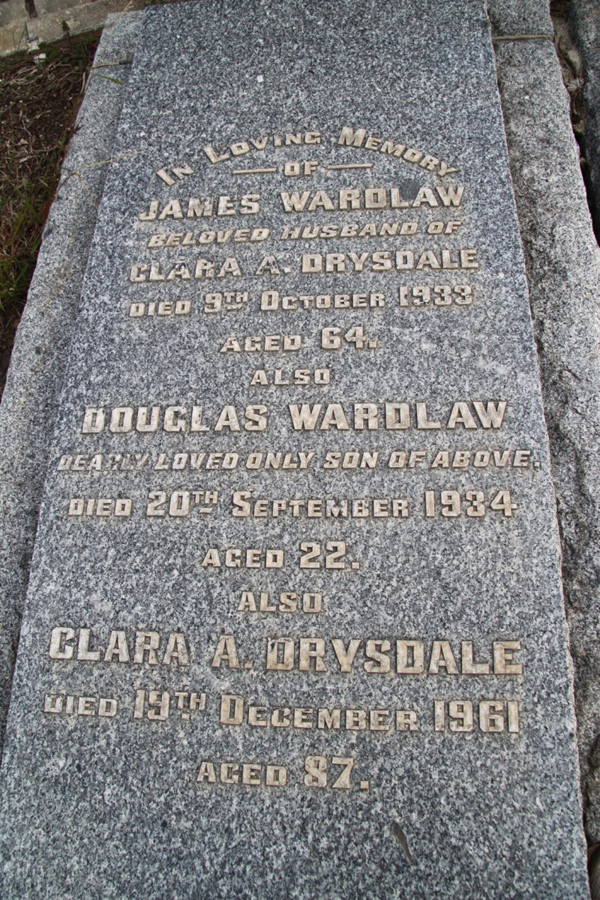 In Loving Memory
OF
JAMES WARDLAW
BELOVED HUSBAND OF
CLARA A. DRYSDALE
DIED 9TH OCTOBER 1933
AGED 64.
ALSO
DOUGLAS WARDLAW
DEARLY LOVED ONLY SON OF ABOVE.
DIED 20TH SEPTEMBER 1934
AGED 22.
ALSO
CLARA A. DRYSDALE
DIED 19TH DECEMBER 1961
AGED 87.